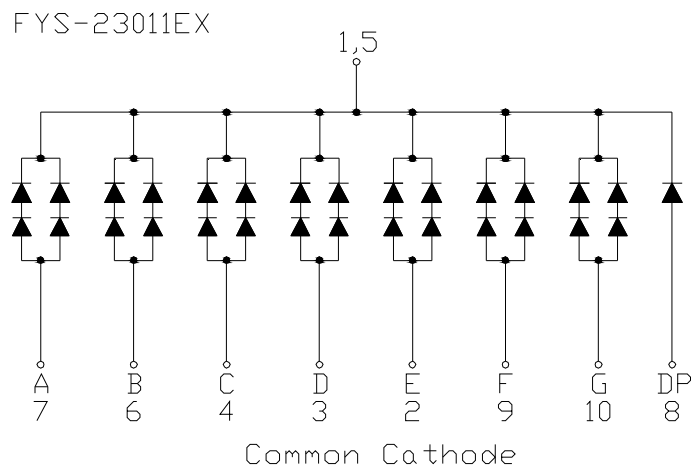 FYS-23011EX
1,5
A B C D E F G DP
7 6 4 3 2 9 10 8
Common Cathode